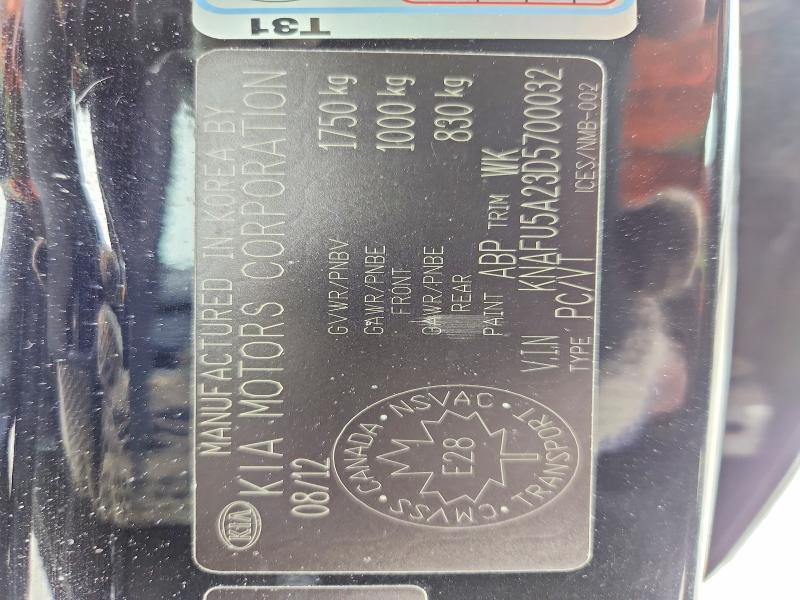 T31
MANUFACTURED IN KOREA BY
KIA KIA MOTORS CORPORATION
08/12
GVWR/PNBV 1750 kg
GAWR/PNBE FRONT 1000 kg
GAWR/PNBE REAR 830 kg
PAINT ABP TRIM WK
V.I.N KNAFU5A23D5700032
TYPE PC/VT ICES/NMB-002
CMVSS • CANADA • NSVAC • TRANSPORT •
E28